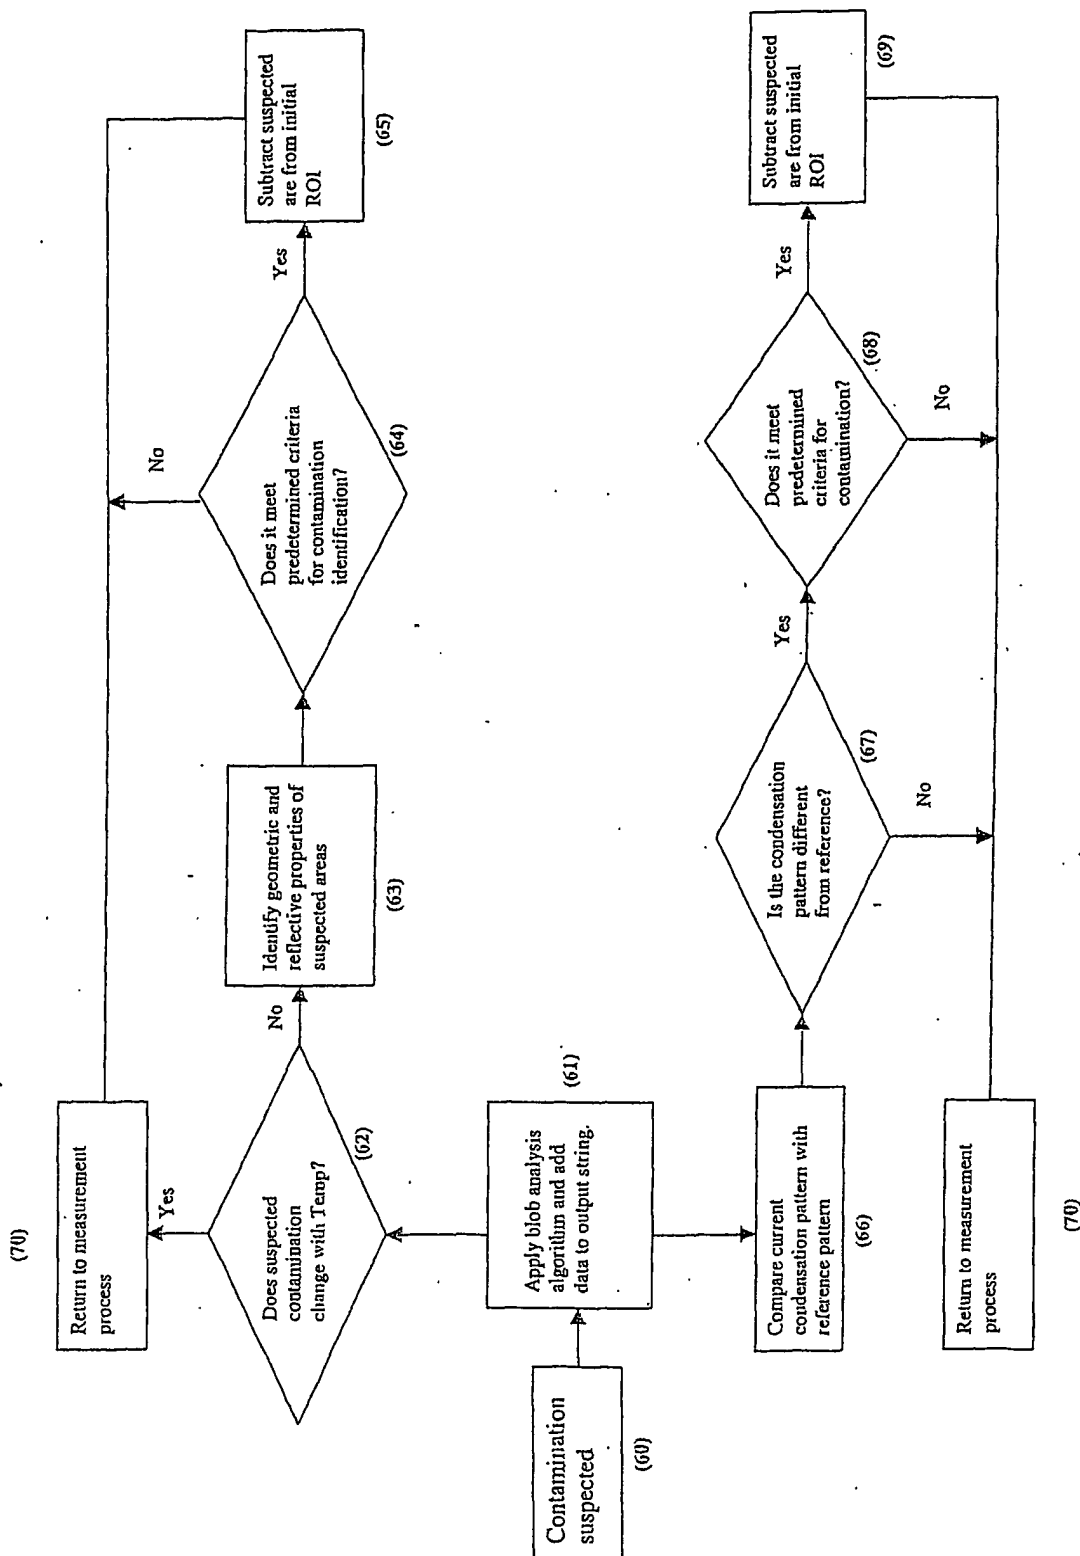 (70)
Return to measurement
process
Yes
Does suspected
contamination
change with Temp?
(62)
No
Identify geometric and
reflective properties of
suspected areas
(63)
Does it meet
predetermined criteria
for contamination
identification?
(64)
No
Yes
Subtract suspected
are from initial
ROI
(65)
Contamination
suspected
(60)
Apply blob analysis
algorithm and add
data to output string.
(61)
Compare current
condensation pattern with
reference pattern
(66)
Is the condensation
pattern different
from reference?
(67)
No
Yes
Does it meet
predetermined
criteria for
contamination?
(68)
No
Yes
Subtract suspected
are from initial
ROI
(69)
Return to measurement
process
(70)